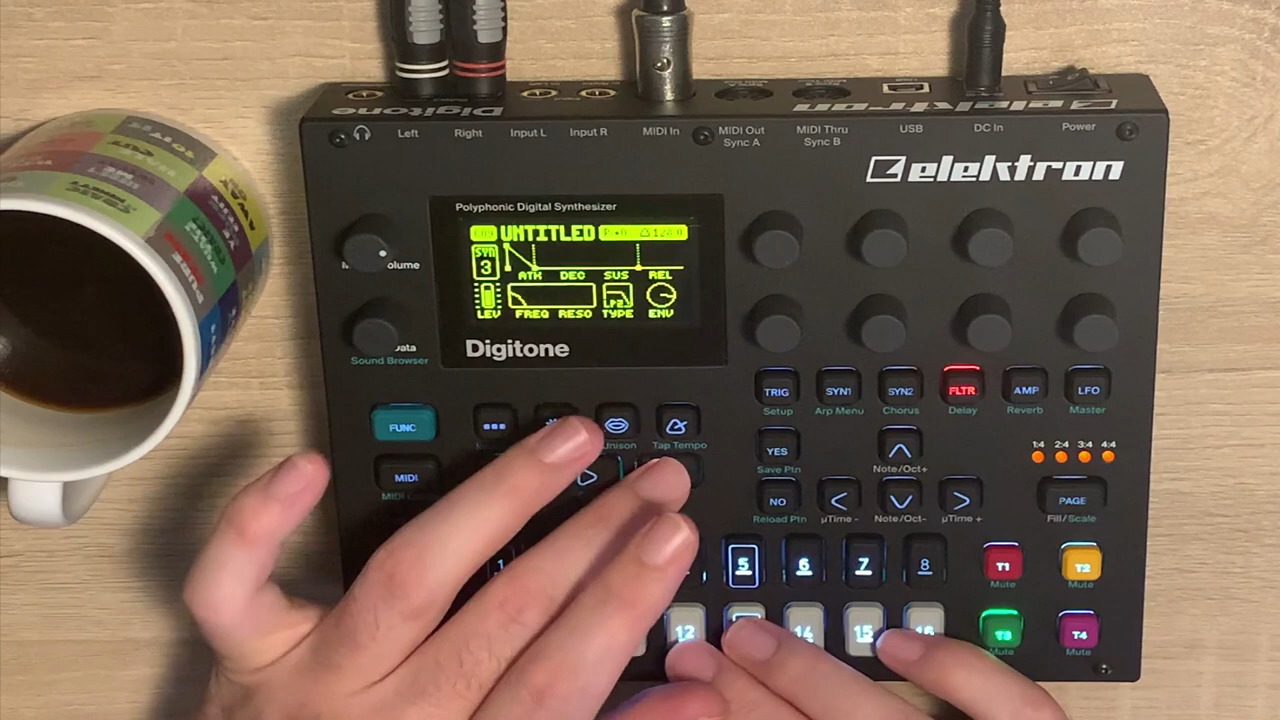 Digitone
elektron
Left
Right
Input L
Input R
MIDI In
MIDI Out
Sync A
MIDI Thru
Sync B
USB
DC In
Power
elektron
Polyphonic Digital Synthesizer
UNTITLED
SYN
3
ATK DEC SUS REL
LEV FREQ RESO TYPE ENV
Digitone
Sound Browser
TRIG SYN1 SYN2 FLTR AMP LFO
Setup Arp Menu Chorus Delay Reverb Master
FUNC
Tap Tempo
YES
Save Ptn
Note/Oct+
1:4 2:4 3:4 4:4
MIDI
NO
PAGE
Reload Ptn µTime - Note/Oct- µTime + Fill/Scale
1 5 6 7 8
T1 T2
Mute Mute
12 14 15 16
T3 T4
Mute Mute